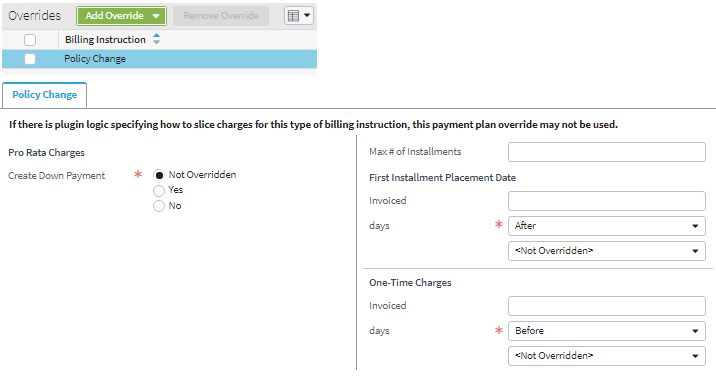 Overrides
Add Override
Remove Override
Billing Instruction
Policy Change
Policy Change
If there is plugin logic specifying how to slice charges for this type of billing instruction, this payment plan override may not be used.
Pro Rata Charges
Create Down Payment * Not Overridden
Yes
No
Max # of Installments
First Installment Placement Date
Invoiced
days * After
<Not Overridden>
One-Time Charges
Invoiced
days * Before
<Not Overridden>